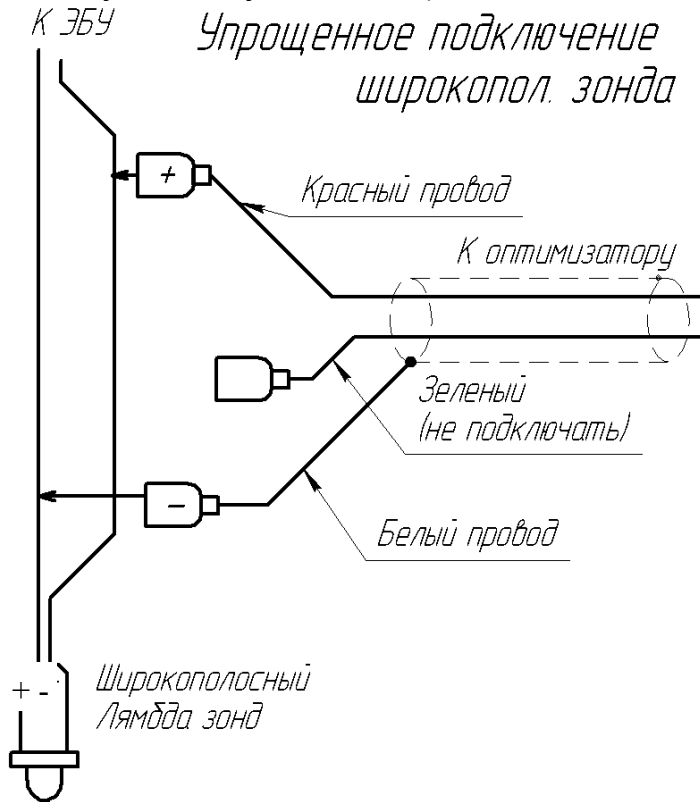 К ЭБУ
Упрощенное подключение
широкопол. зонда
+
Красный провод
К оптимизатору
Зеленый
(не подключать)
-
Белый провод
+ -
Широкополосный
Лямбда зонд